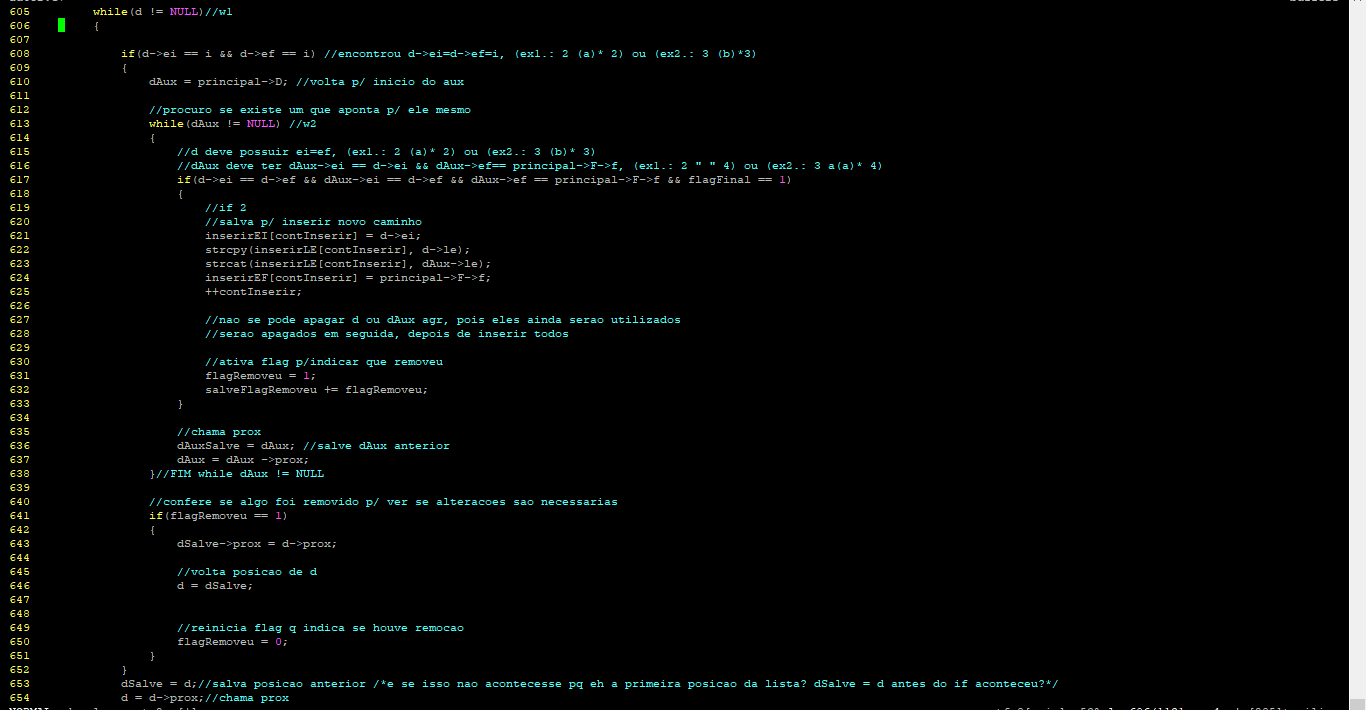 605 while(d != NULL)//w1
606 {
607
608 if(d->ei == i && d->ef == i) //encontrou d->ei=d->ef=i, (ex1.: 2 (a)* 2) ou (ex2.: 3 (b)*3)
609 {
610 dAux = principal->D; //volta p/ inicio do aux
611
612 //procuro se existe um que aponta p/ ele mesmo
613 while(dAux != NULL) //w2
614 {
615 //d deve possuir ei=ef, (ex1.: 2 (a)* 2) ou (ex2.: 3 (b)* 3)
616 //dAux deve ter dAux->ei == d->ei && dAux->ef== principal->F->f, (ex1.: 2 " " 4) ou (ex2.: 3 a(a)* 4)
617 if(d->ei == d->ef && dAux->ei == d->ef && dAux->ef == principal->F->f && flagFinal == 1)
618 {
619 //if 2
620 //salva p/ inserir novo caminho
621 inserirEI[contInserir] = d->ei;
622 strcpy(inserirLE[contInserir], d->le);
623 strcat(inserirLE[contInserir], dAux->le);
624 inserirEF[contInserir] = principal->F->f;
625 ++contInserir;
626
627 //nao se pode apagar d ou dAux agr, pois eles ainda serao utilizados
628 //serao apagados em seguida, depois de inserir todos
629
630 //ativa flag p/indicar que removeu
631 flagRemoveu = 1;
632 salveFlagRemoveu += flagRemoveu;
633 }
634
635 //chama prox
636 dAuxSalve = dAux; //salve dAux anterior
637 dAux = dAux ->prox;
638 }//FIM while dAux != NULL
639
640 //confere se algo foi removido p/ ver se alteracoes sao necessarias
641 if(flagRemoveu == 1)
642 {
643 dSalve->prox = d->prox;
644
645 //volta posicao de d
646 d = dSalve;
647
648
649 //reinicia flag q indica se houve remocao
650 flagRemoveu = 0;
651 }
652 }
653 dSalve = d;//salva posicao anterior /*e se isso nao acontecesse pq eh a primeira posicao da lista? dSalve = d antes do if aconteceu?*/
654 d = d->prox;//chama prox